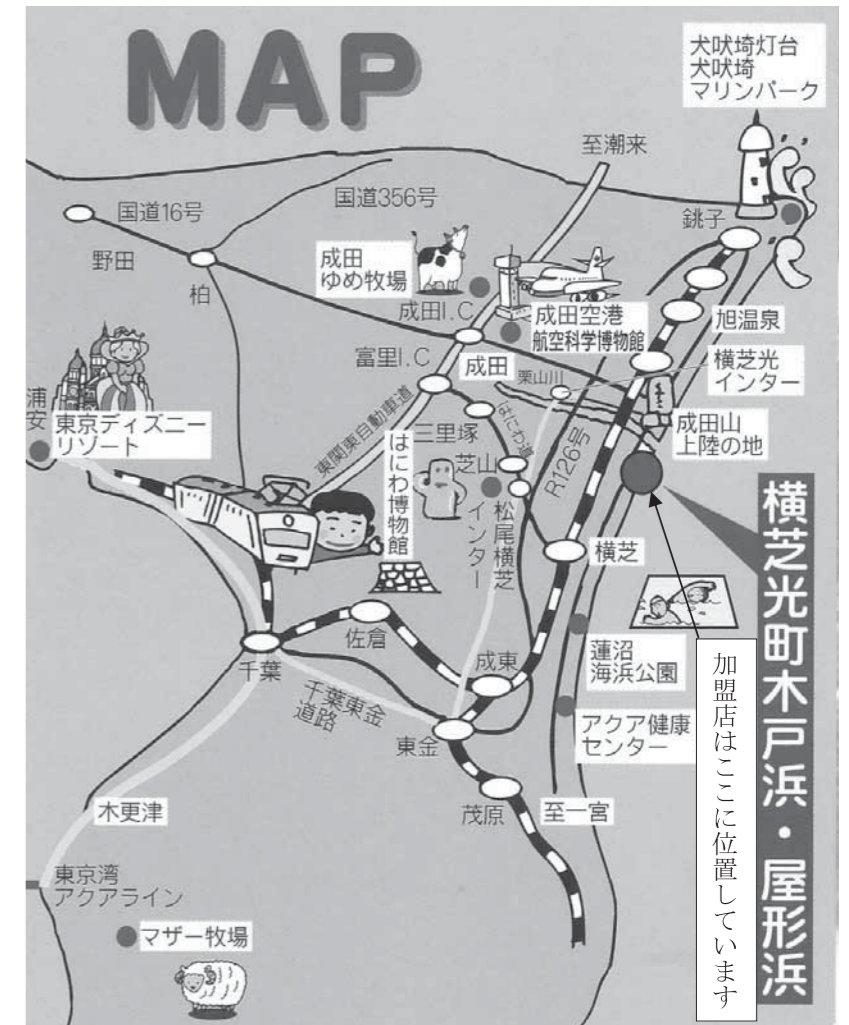 MAP
犬吠埼灯台
犬吠埼
マリンパーク
至潮来
国道356号
国道16号
銚子
野田
成田
ゆめ牧場
柏
成田I.C
成田空港
航空科学博物館
旭温泉
富里I.C
成田
栗山川
横芝光
インター
浦安
東京ディズニー
リゾート
東関東自動車道
はにわ道
三里塚
R126号
成田山
上陸の地
はにわ博物館
芝山
松尾横芝
インター
横芝
横芝光町木戸浜・屋形浜
佐倉
蓮沼
海浜公園
千葉
成東
加盟店はここに位置しています
千葉東金
道路
東金
アクア健康
センター
木更津
茂原
至一宮
東京湾
アクアライン
マザー牧場